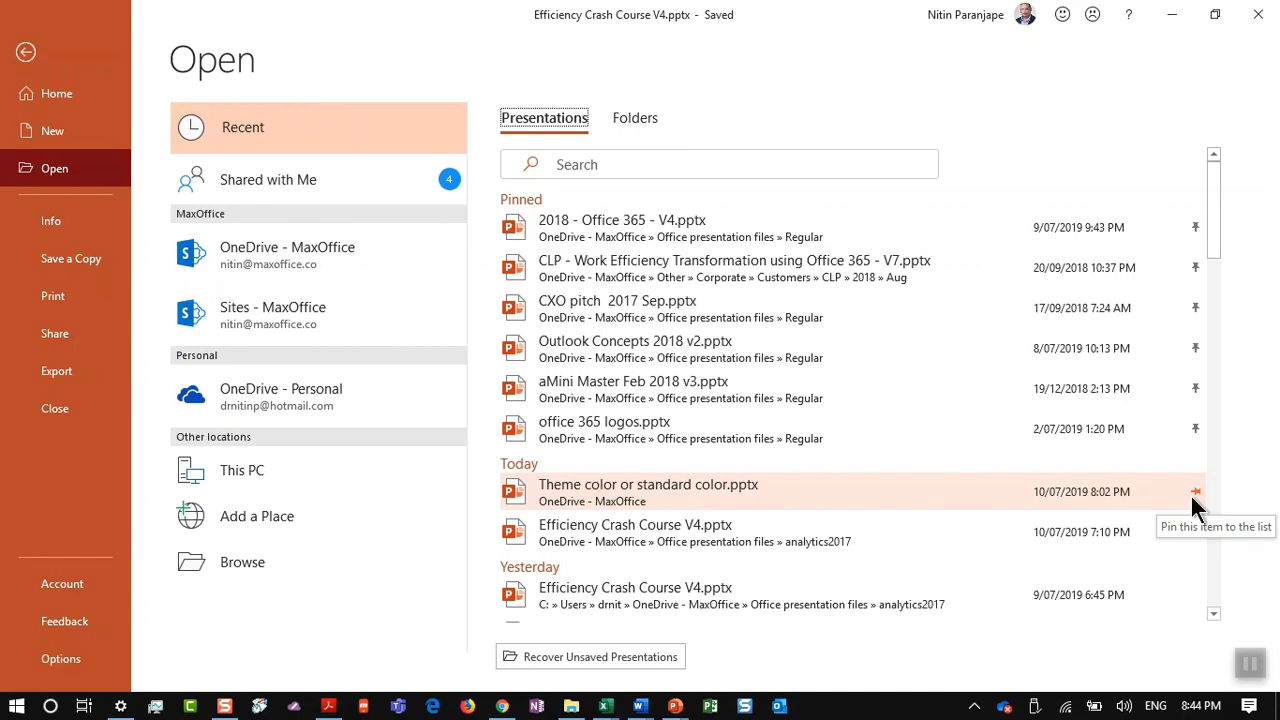 Efficiency Crash Course V4.pptx - Saved
Nitin Paranjape
?
Open
Home
New
Open
Info
Save a Copy
Print
Share
Export
Close
Account
Feedback
Options
Recent
Shared with Me
4
MaxOffice
OneDrive - MaxOffice
nitin@maxoffice.co
Sites - MaxOffice
nitin@maxoffice.co
Personal
OneDrive - Personal
drnitinp@hotmail.com
Other locations
This PC
Add a Place
Browse
Presentations
Folders
Search
Pinned
2018 - Office 365 - V4.pptx
OneDrive - MaxOffice » Office presentation files » Regular
9/07/2019 9:43 PM
CLP - Work Efficiency Transformation using Office 365 - V7.pptx
OneDrive - MaxOffice » Other » Corporate » Customers » CLP » 2018 » Aug
20/09/2018 10:37 PM
CXO pitch  2017 Sep.pptx
OneDrive - MaxOffice » Office presentation files » Regular
17/09/2018 7:24 AM
Outlook Concepts 2018 v2.pptx
OneDrive - MaxOffice » Office presentation files » Regular
8/07/2019 10:13 PM
aMini Master Feb 2018 v3.pptx
OneDrive - MaxOffice » Office presentation files » Regular
19/12/2018 2:13 PM
office 365 logos.pptx
OneDrive - MaxOffice » Office presentation files » Regular
2/07/2019 1:20 PM
Today
Theme color or standard color.pptx
OneDrive - MaxOffice
10/07/2019 8:02 PM
Pin this item to the list
Efficiency Crash Course V4.pptx
OneDrive - MaxOffice » Office presentation files » analytics2017
10/07/2019 7:10 PM
Yesterday
Efficiency Crash Course V4.pptx
C: » Users » drnit » OneDrive - MaxOffice » Office presentation files » analytics2017
9/07/2019 6:45 PM
Recover Unsaved Presentations
ENG
8:44 PM